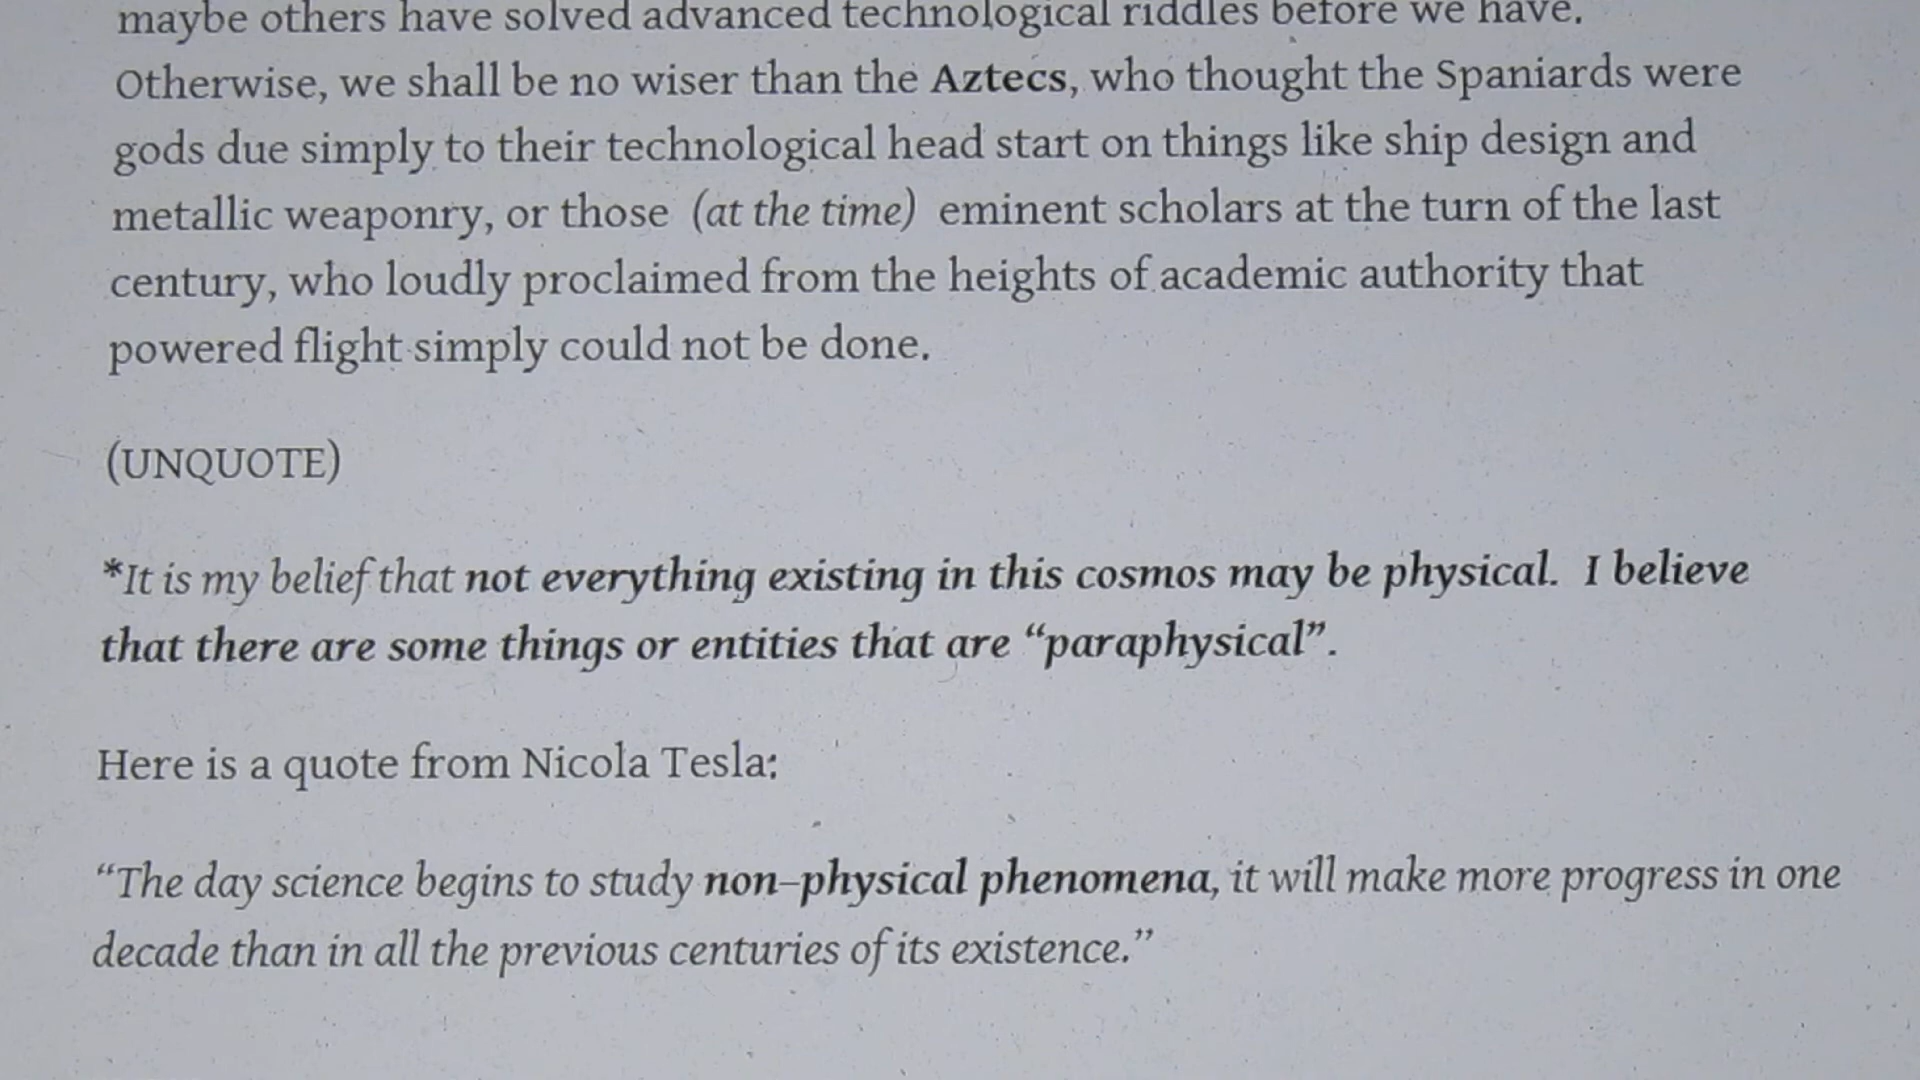 maybe others have solved advanced technological riddles before we have.
Otherwise, we shall be no wiser than the Aztecs, who thought the Spaniards were
gods due simply to their technological head start on things like ship design and
metallic weaponry, or those (at the time) eminent scholars at the turn of the last
century, who loudly proclaimed from the heights of academic authority that
powered flight simply could not be done.
(UNQUOTE)
*It is my belief that not everything existing in this cosmos may be physical. I believe
that there are some things or entities that are “paraphysical”.
Here is a quote from Nicola Tesla:
“The day science begins to study non-physical phenomena, it will make more progress in one
decade than in all the previous centuries of its existence.”